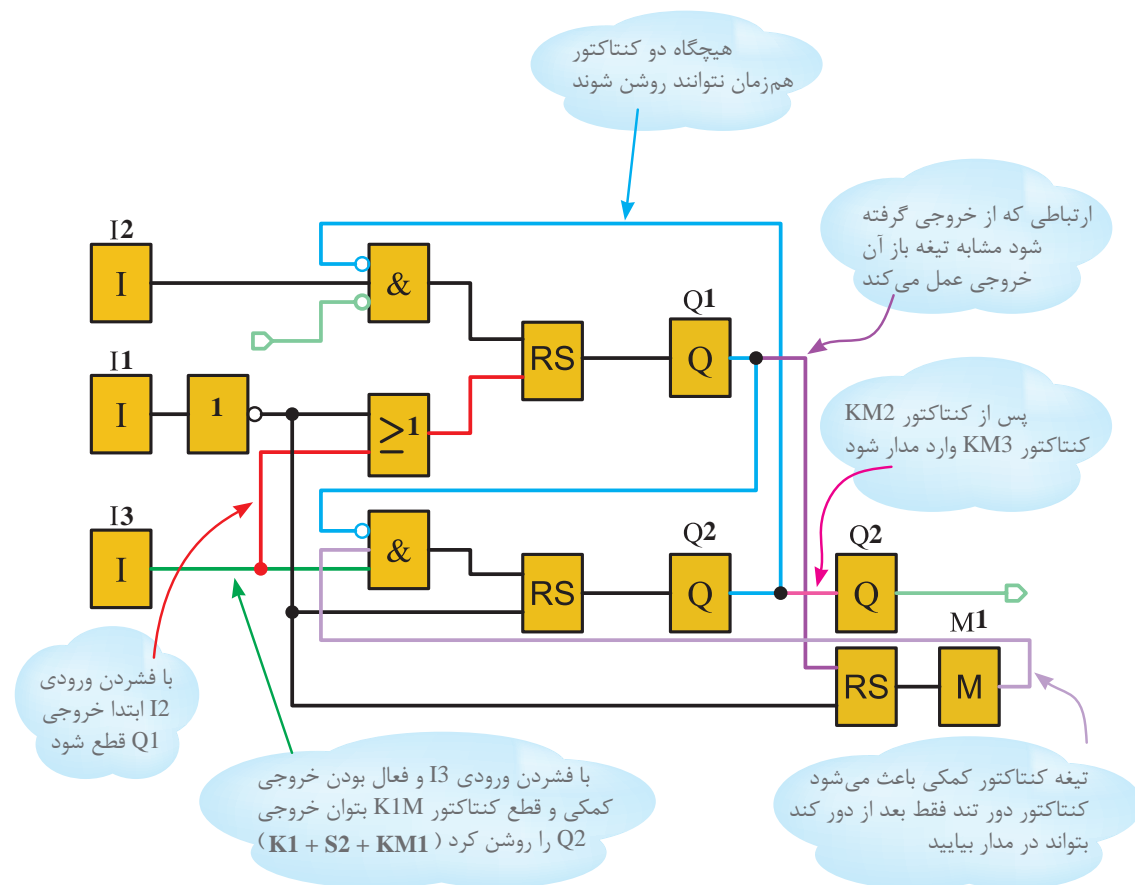 هیچگاه دو کنتاکتور
هم‌زمان نتوانند روشن شوند
ارتباطی که از خروجی گرفته
شود مشابه تیغه باز آن
خروجی عمل می‌کند
I2
I
&
Q1
RS
Q
I1
I
1
≥1
پس از کنتاکتور KM2
کنتاکتور KM3 وارد مدار شود
I3
I
&
Q2
RS
Q
Q2
Q
M1
RS
M
با فشردن ورودی
I2 ابتدا خروجی
Q1 قطع شود
با فشردن ورودی I3 و فعال بودن خروجی
کمکی و قطع کنتاکتور K1M بتوان خروجی
Q2 را روشن کرد (K1 + S2 + KM1)
تیغه کنتاکتور کمکی باعث می‌شود
کنتاکتور دور تند فقط بعد از دور کند
بتواند در مدار بیایید